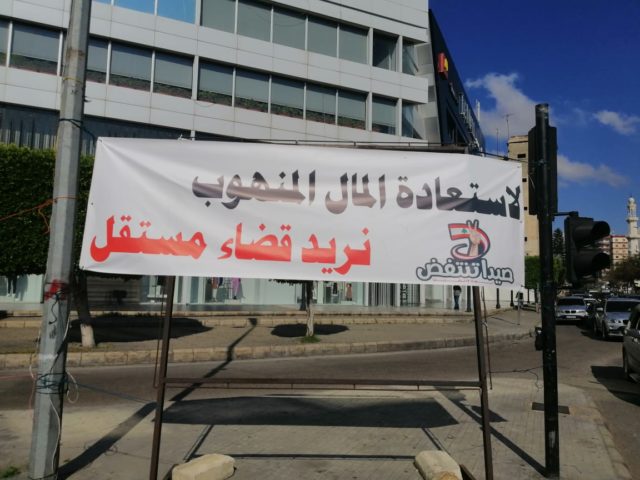 لاستعادة المال المنهوب
نريد قضاء مستقل
صيدا تنتفض